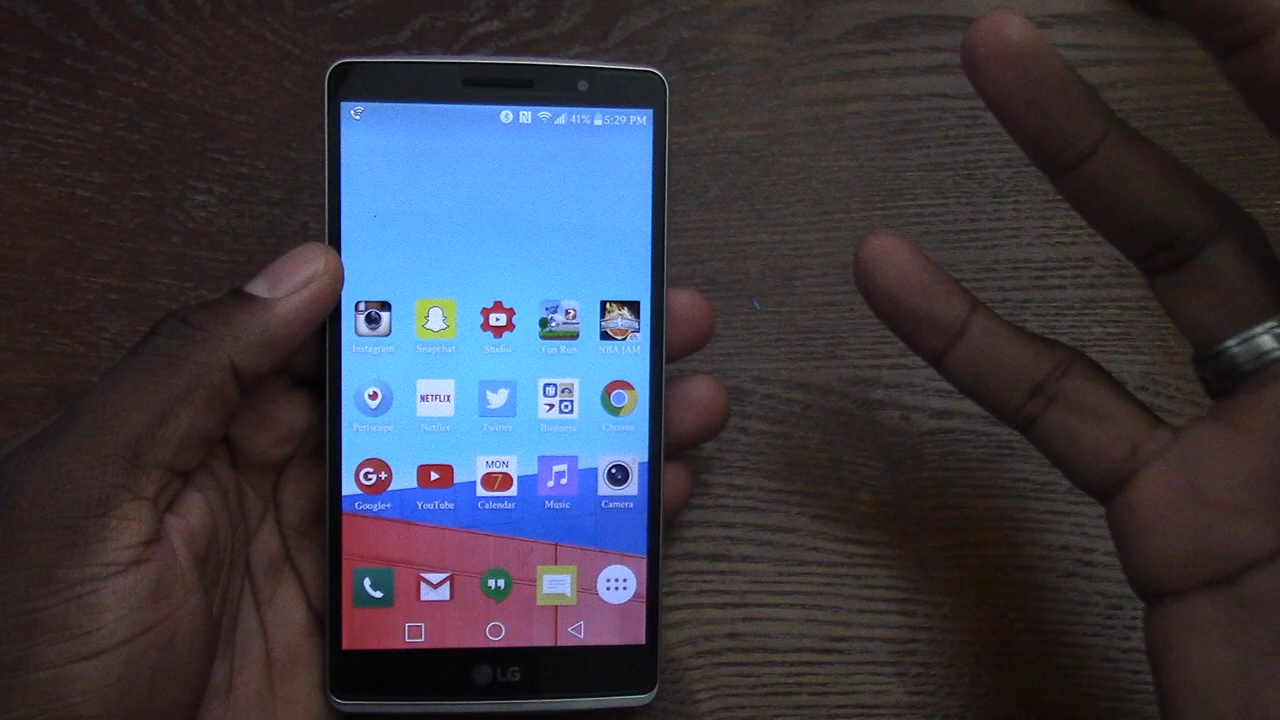 41% 5:29 PM
Instagram Snapchat Studio Fun Run NBA JAM
NETFLIX
Periscope Netflix Twitter Business Chrome
G+ MON
7
Google+ YouTube Calendar Music Camera
LG